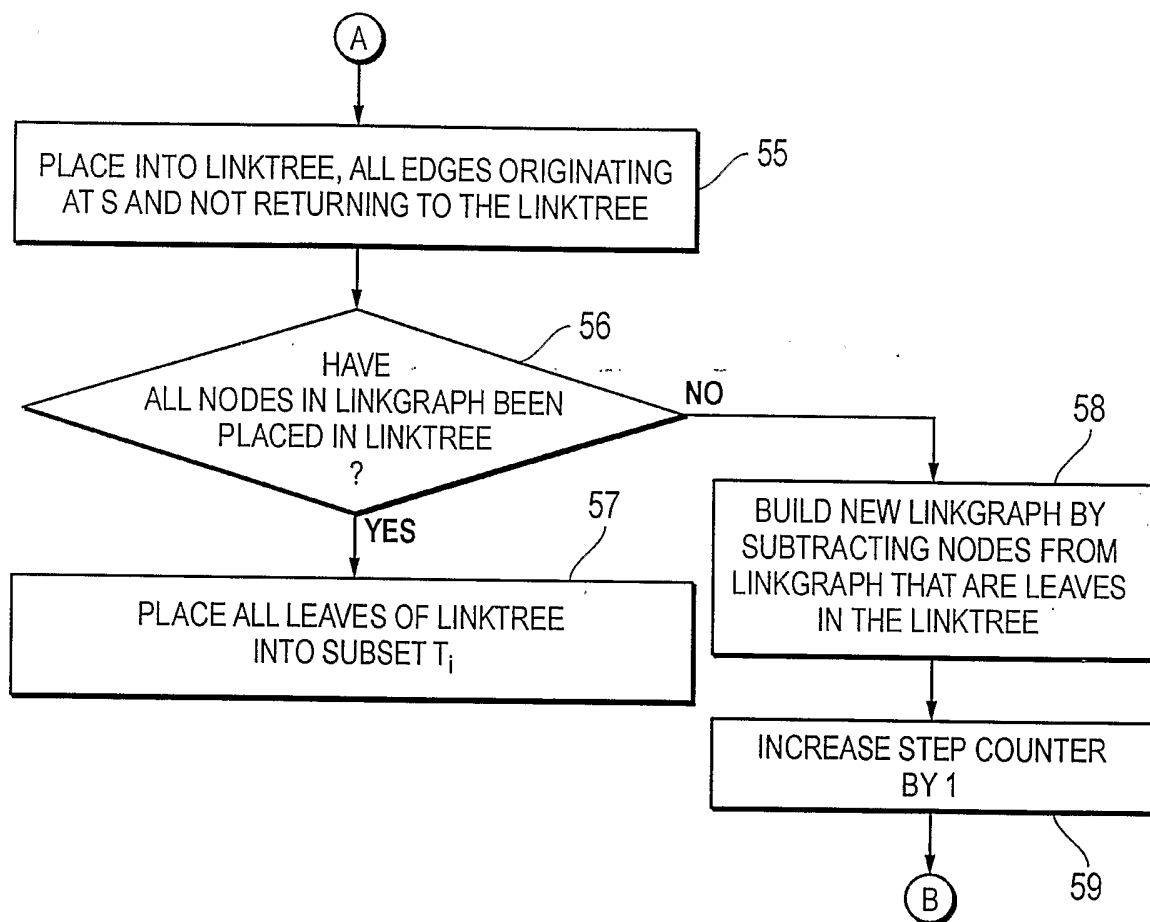 A
PLACE INTO LINKTREE, ALL EDGES ORIGINATING
AT S AND NOT RETURNING TO THE LINKTREE
55
HAVE
ALL NODES IN LINKGRAPH BEEN
PLACED IN LINKTREE
?
56
NO
YES
57
PLACE ALL LEAVES OF LINKTREE
INTO SUBSET Ti
58
BUILD NEW LINKGRAPH BY
SUBTRACTING NODES FROM
LINKGRAPH THAT ARE LEAVES
IN THE LINKTREE
INCREASE STEP COUNTER
BY 1
59
B